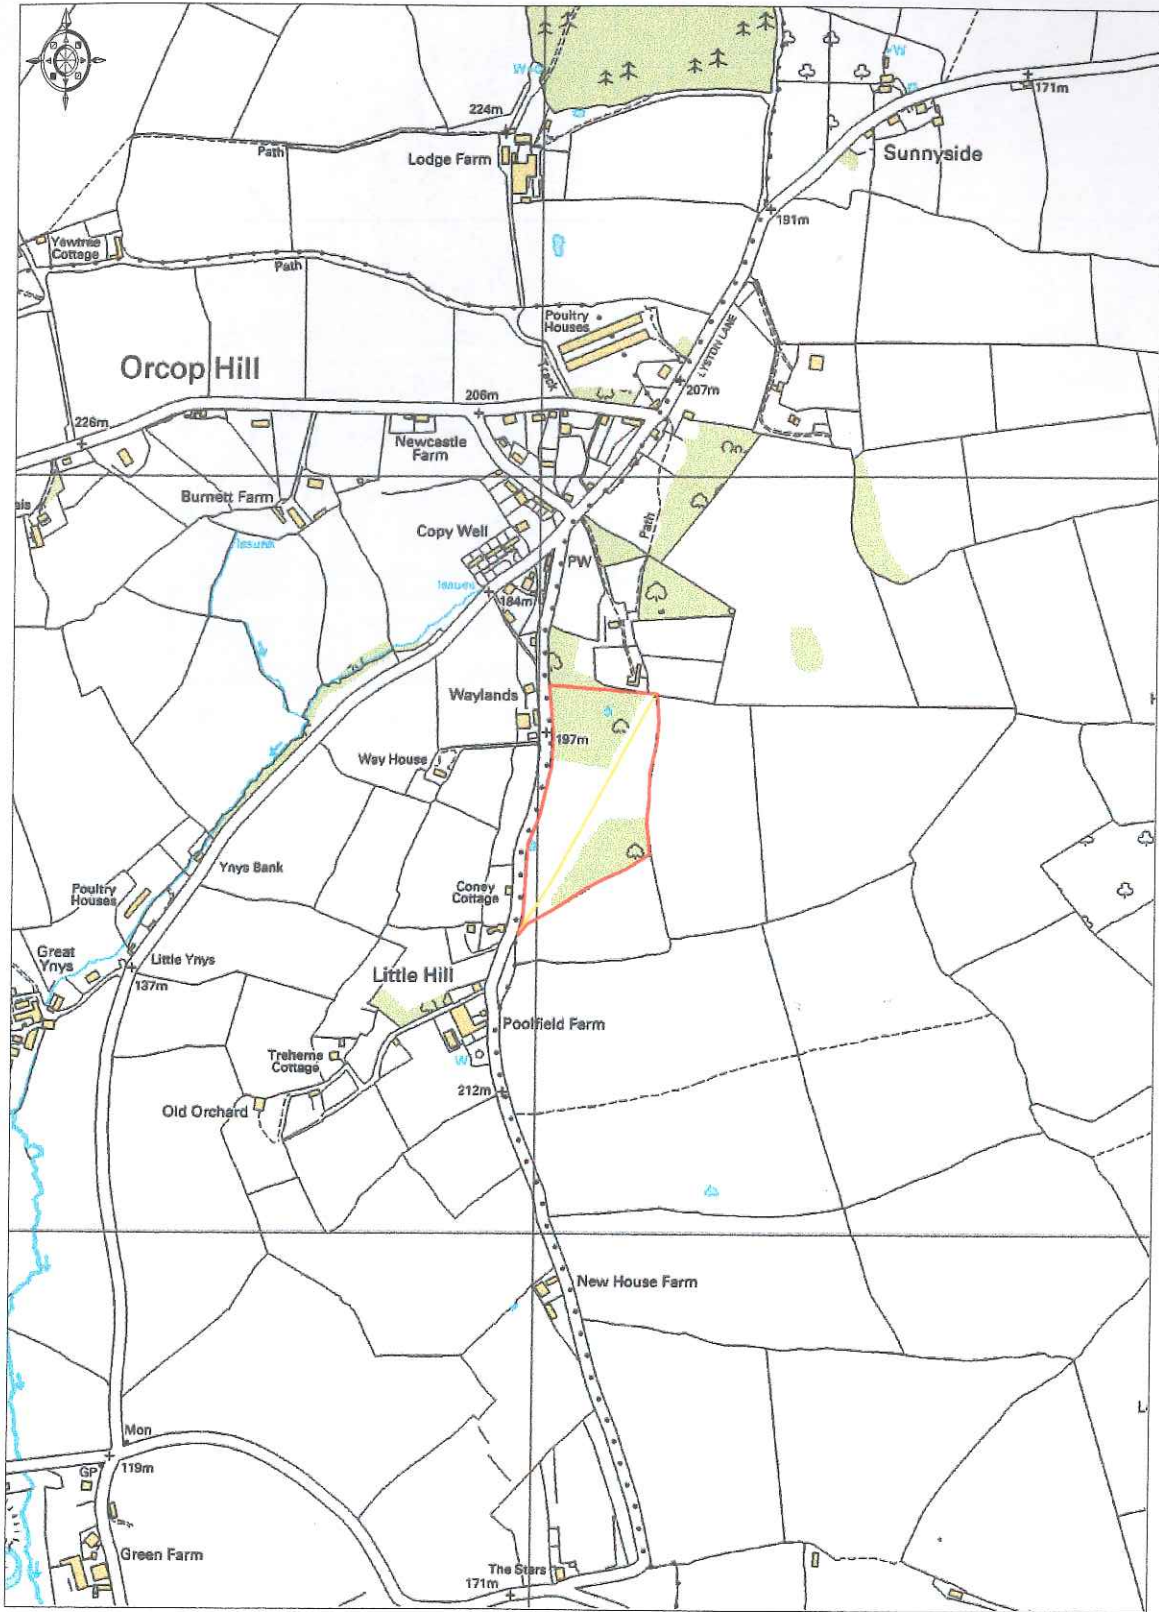 W
W
171m
224m
Path
Lodge Farm
Sunnyside
191m
Yewtree
Cottage
Path
Poultry
Houses
LYSTON LANE
Orcop Hill
Track
207m
206m
226m
Newcastle
Farm
Burnett Farm
Path
Issues
Copy Well
PW
Issues
184m
Waylands
197m
Way House
Ynys Bank
Poultry
Houses
Coney
Cottage
Great
Ynys
Little Ynys
Little Hill
137m
Poolfield Farm
Treherne
Cottage
W
212m
Old Orchard
New House Farm
Mon
GP
119m
Green Farm
The Stars
171m